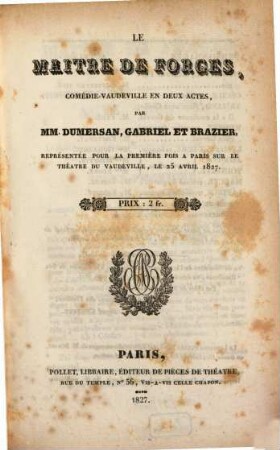 LE
MAITRE DE FORGES,
COMÉDIE-VAUDEVILLE EN DEUX ACTES,
PAR
MM. DUMERSAN, GABRIEL ET BRAZIER.
REPRÉSENTÉE POUR LA PREMIÈRE FOIS A PARIS SUR LE
THÉATRE DU VAUDEVILLE, LE 25 AVRIL 1827.
PRIX : 2 fr.
PARIS,
POLLET, LIBRAIRE, ÉDITEUR DE PIÈCES DE THÉATRE,
RUE DU TEMPLE, N° 36, VIS-A-VIS CELLE CHAPON.
1827.